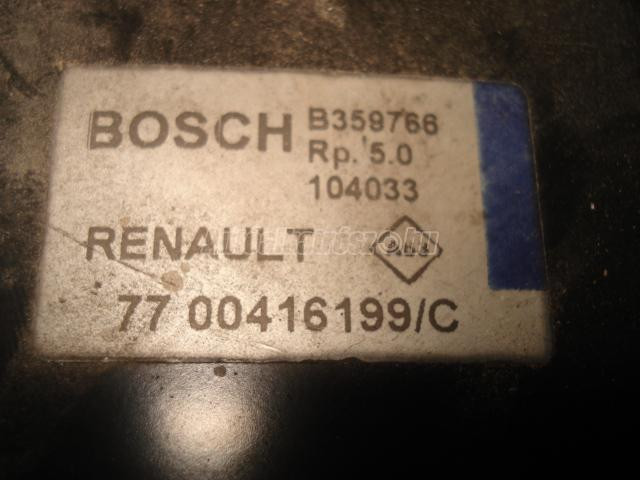 BOSCH B359766
Rp. 5.0
104033
RENAULT
77 00416199/C